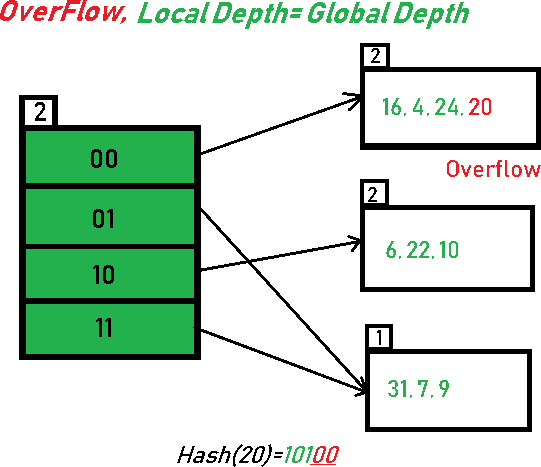 OverFlow, Local Depth= Global Depth
2
00
01
10
11
2
16, 4, 24, 20
Overflow
2
6, 22, 10
1
31, 7, 9
Hash(20)=10100